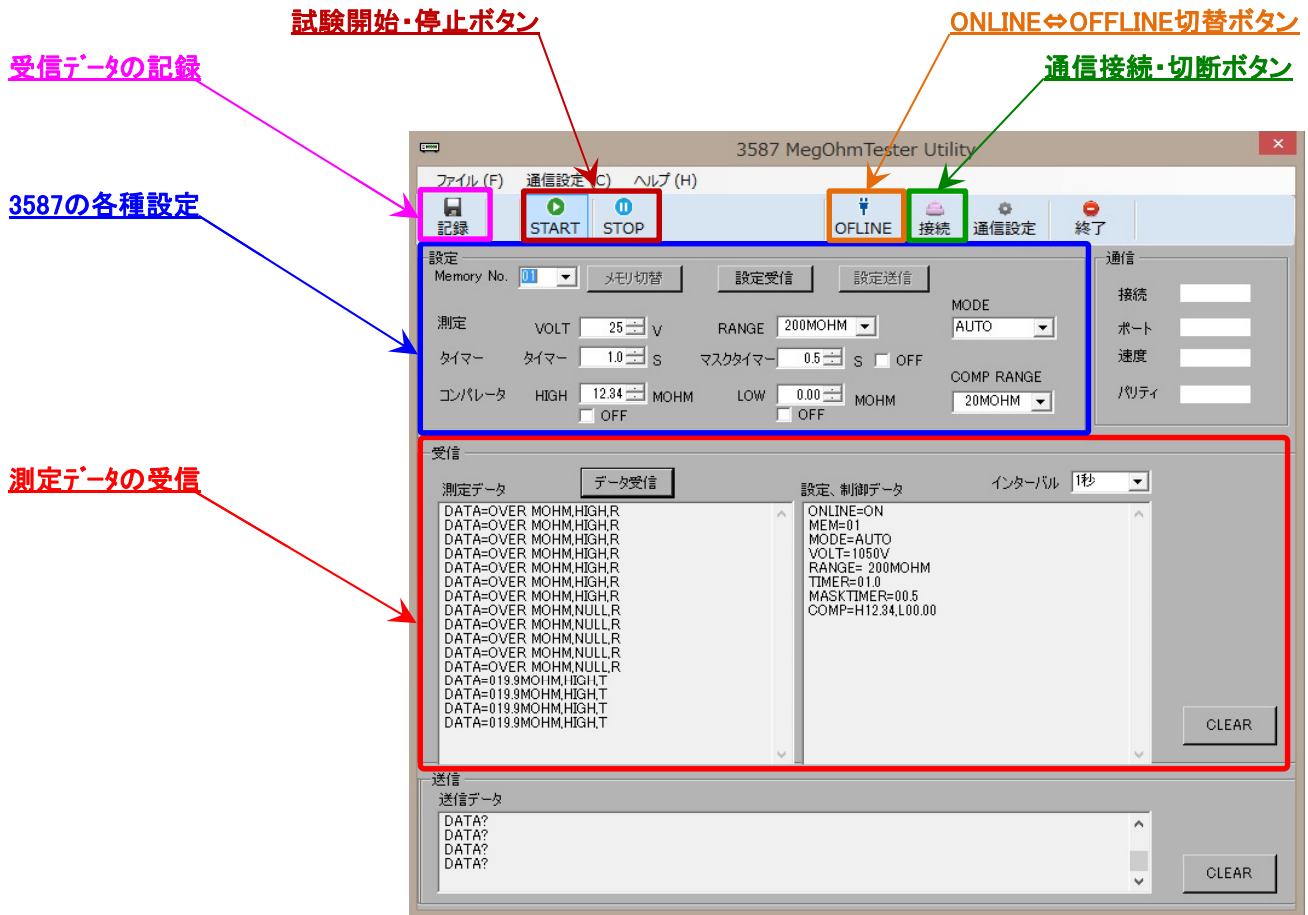 試験開始・停止ボタン
ONLINE⇔OFFLINE切替ボタン
受信ﾃﾞｰﾀの記録
通信接続・切断ボタン
3587 MegOhmTester Utility
ファイル (F) 通信設定 (C) ヘルプ (H)
記録 START STOP OFLINE 接続 通信設定 終了
3587の各種設定
設定
Memory No. 01 メモリ切替 設定受信 設定送信
測定 VOLT 25 V RANGE 200MOHM
MODE
AUTO
タイマー タイマー 1.0 S マスクタイマー 0.5 S OFF
コンパレータ HIGH 12.34 MOHM LOW 0.00 MOHM
OFF OFF
COMP RANGE
20MOHM
通信
接続
ポート
速度
パリティ
測定ﾃﾞｰﾀの受信
受信
測定データ データ受信
DATA=OVER MOHM,HIGH,R
DATA=OVER MOHM,HIGH,R
DATA=OVER MOHM,HIGH,R
DATA=OVER MOHM,HIGH,R
DATA=OVER MOHM,HIGH,R
DATA=OVER MOHM,HIGH,R
DATA=OVER MOHM,HIGH,R
DATA=OVER MOHM,NULL,R
DATA=OVER MOHM,NULL,R
DATA=OVER MOHM,NULL,R
DATA=OVER MOHM,NULL,R
DATA=OVER MOHM,NULL,R
DATA=019.9MOHM,HIGH,T
DATA=019.9MOHM,HIGH,T
DATA=019.9MOHM,HIGH,T
DATA=019.9MOHM,HIGH,T
設定、制御データ インターバル 1秒
ONLINE=ON
MEM=01
MODE=AUTO
VOLT=1050V
RANGE= 200MOHM
TIMER=01.0
MASKTIMER=00.5
COMP=H12.34,L00.00
CLEAR
送信
送信データ
DATA?
DATA?
DATA?
DATA?
CLEAR